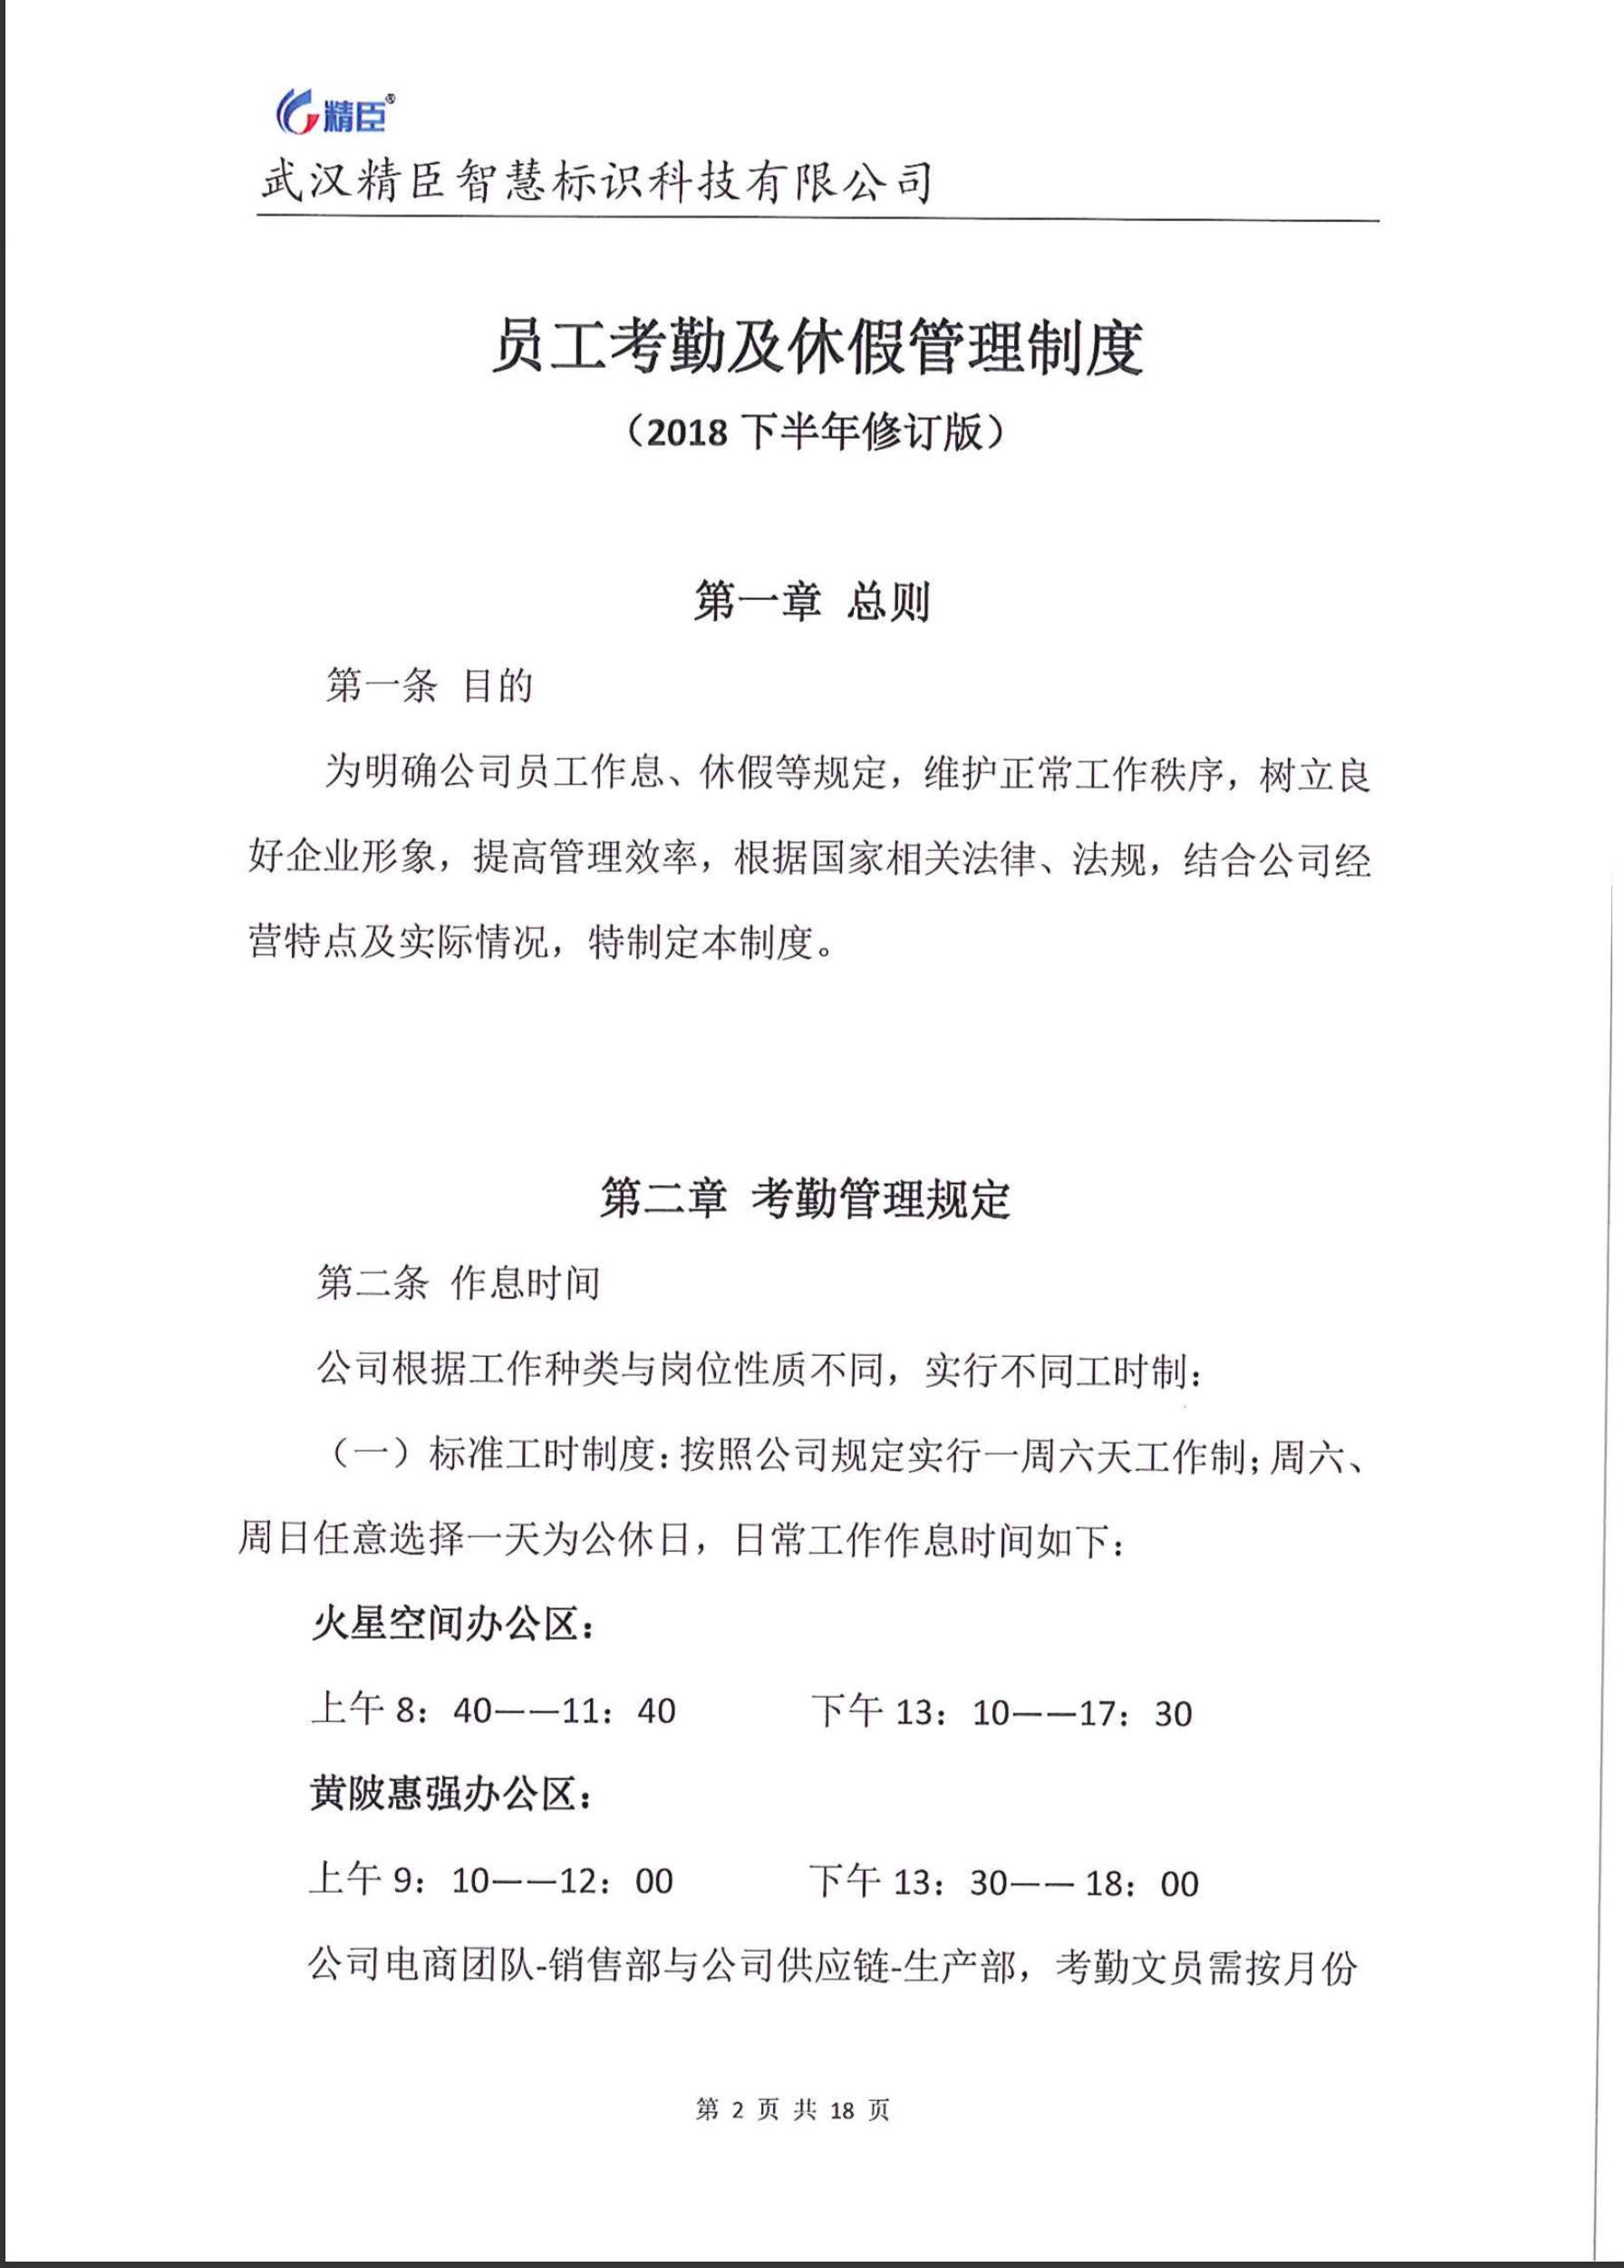 精臣®
武汉精臣智慧标识科技有限公司
员工考勤及休假管理制度
（2018 下半年修订版）
第一章 总则
第一条 目的
为明确公司员工作息、休假等规定，维护正常工作秩序，树立良
好企业形象，提高管理效率，根据国家相关法律、法规，结合公司经
营特点及实际情况，特制定本制度。
第二章 考勤管理规定
第二条 作息时间
公司根据工作种类与岗位性质不同，实行不同工时制：
（一）标准工时制度：按照公司规定实行一周六天工作制；周六、
周日任意选择一天为公休日，日常工作作息时间如下：
火星空间办公区：
上午 8：40——11：40 下午 13：10——17：30
黄陂惠强办公区：
上午 9：10——12：00 下午 13：30—— 18：00
公司电商团队-销售部与公司供应链-生产部，考勤文员需按月份
第 2 页 共 18 页